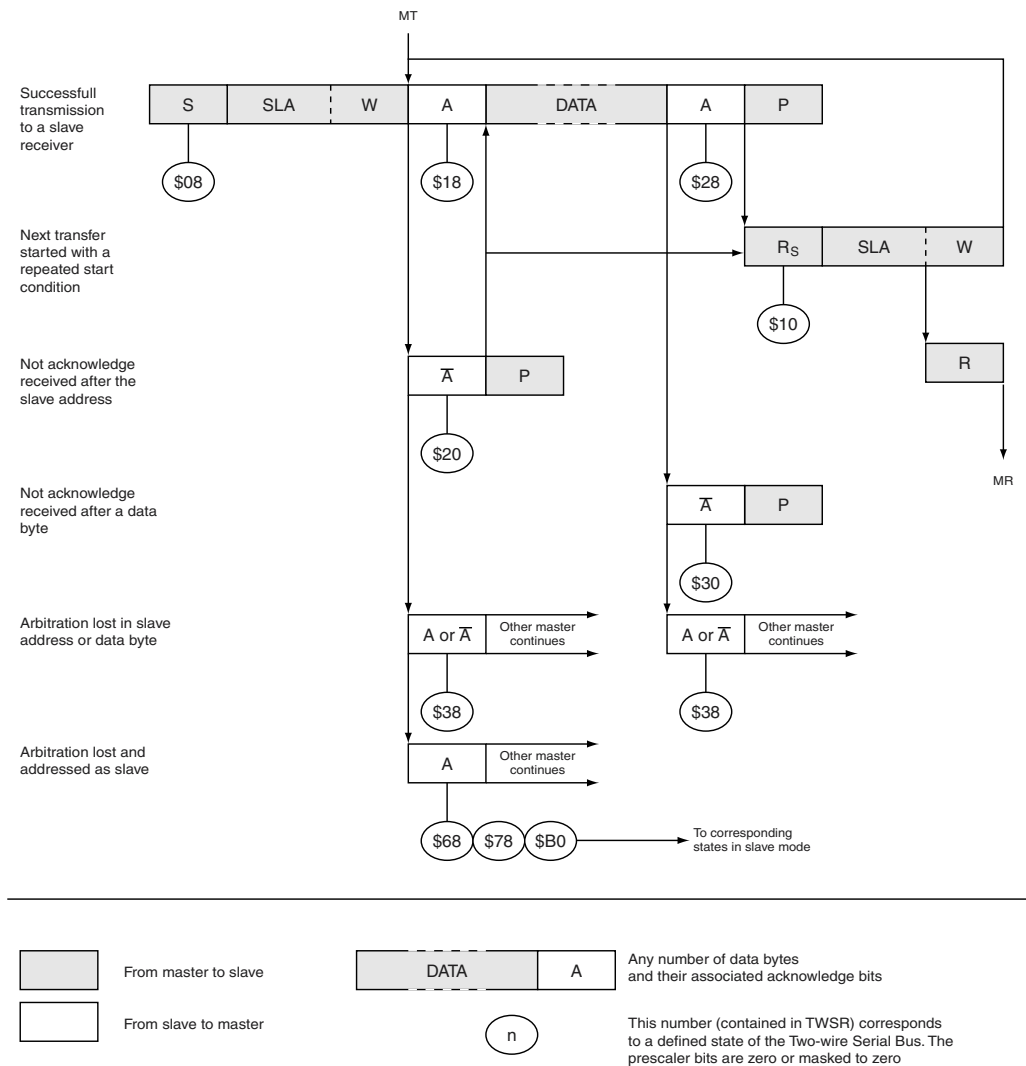 MT
Successfull
transmission
to a slave
receiver
S SLA W A DATA A P
$08 $18 $28
Next transfer
started with a
repeated start
condition
RS SLA W
$10
Not acknowledge
received after the
slave address
A̅ P
R
$20
MR
Not acknowledge
received after a data
byte
A̅ P
$30
Arbitration lost in slave
address or data byte
A or A̅ Other master
continues
A or A̅ Other master
continues
$38 $38
Arbitration lost and
addressed as slave
A Other master
continues
$68 $78 $B0
To corresponding
states in slave mode
From master to slave
DATA A
Any number of data bytes
and their associated acknowledge bits
From slave to master
n
This number (contained in TWSR) corresponds
to a defined state of the Two-wire Serial Bus. The
prescaler bits are zero or masked to zero